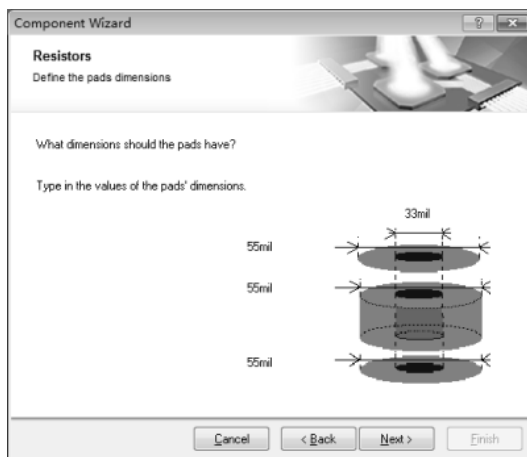 Component Wizard
Resistors
Define the pads dimensions
What dimensions should the pads have?
Type in the values of the pads' dimensions.
33mil
55mil
55mil
55mil
Cancel
< Back
Next >
Finish